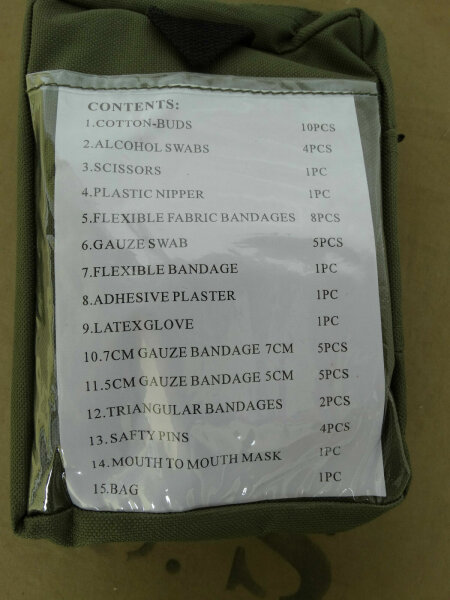 CONTENTS:
1.COTTON-BUDS 10PCS
2.ALCOHOL SWABS 4PCS
3.SCISSORS 1PC
4.PLASTIC NIPPER 1PC
5.FLEXIBLE FABRIC BANDAGES 8PCS
6.GAUZE SWAB 5PCS
7.FLEXIBLE BANDAGE 1PC
8.ADHESIVE PLASTER 1PC
9.LATEX GLOVE 1PC
10.7CM GAUZE BANDAGE 7CM 5PCS
11.5CM GAUZE BANDAGE 5CM 5PCS
12.TRIANGULAR BANDAGES 2PCS
13.SAFTY PINS 4PCS
14.MOUTH TO MOUTH MASK 1PC
15.BAG 1PC